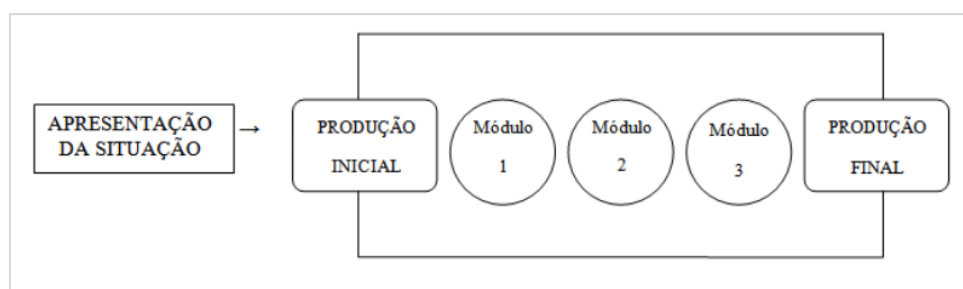 APRESENTAÇÃO
DA SITUAÇÃO
→
PRODUÇÃO
INICIAL
Módulo
1
Módulo
2
Módulo
3
PRODUÇÃO
FINAL